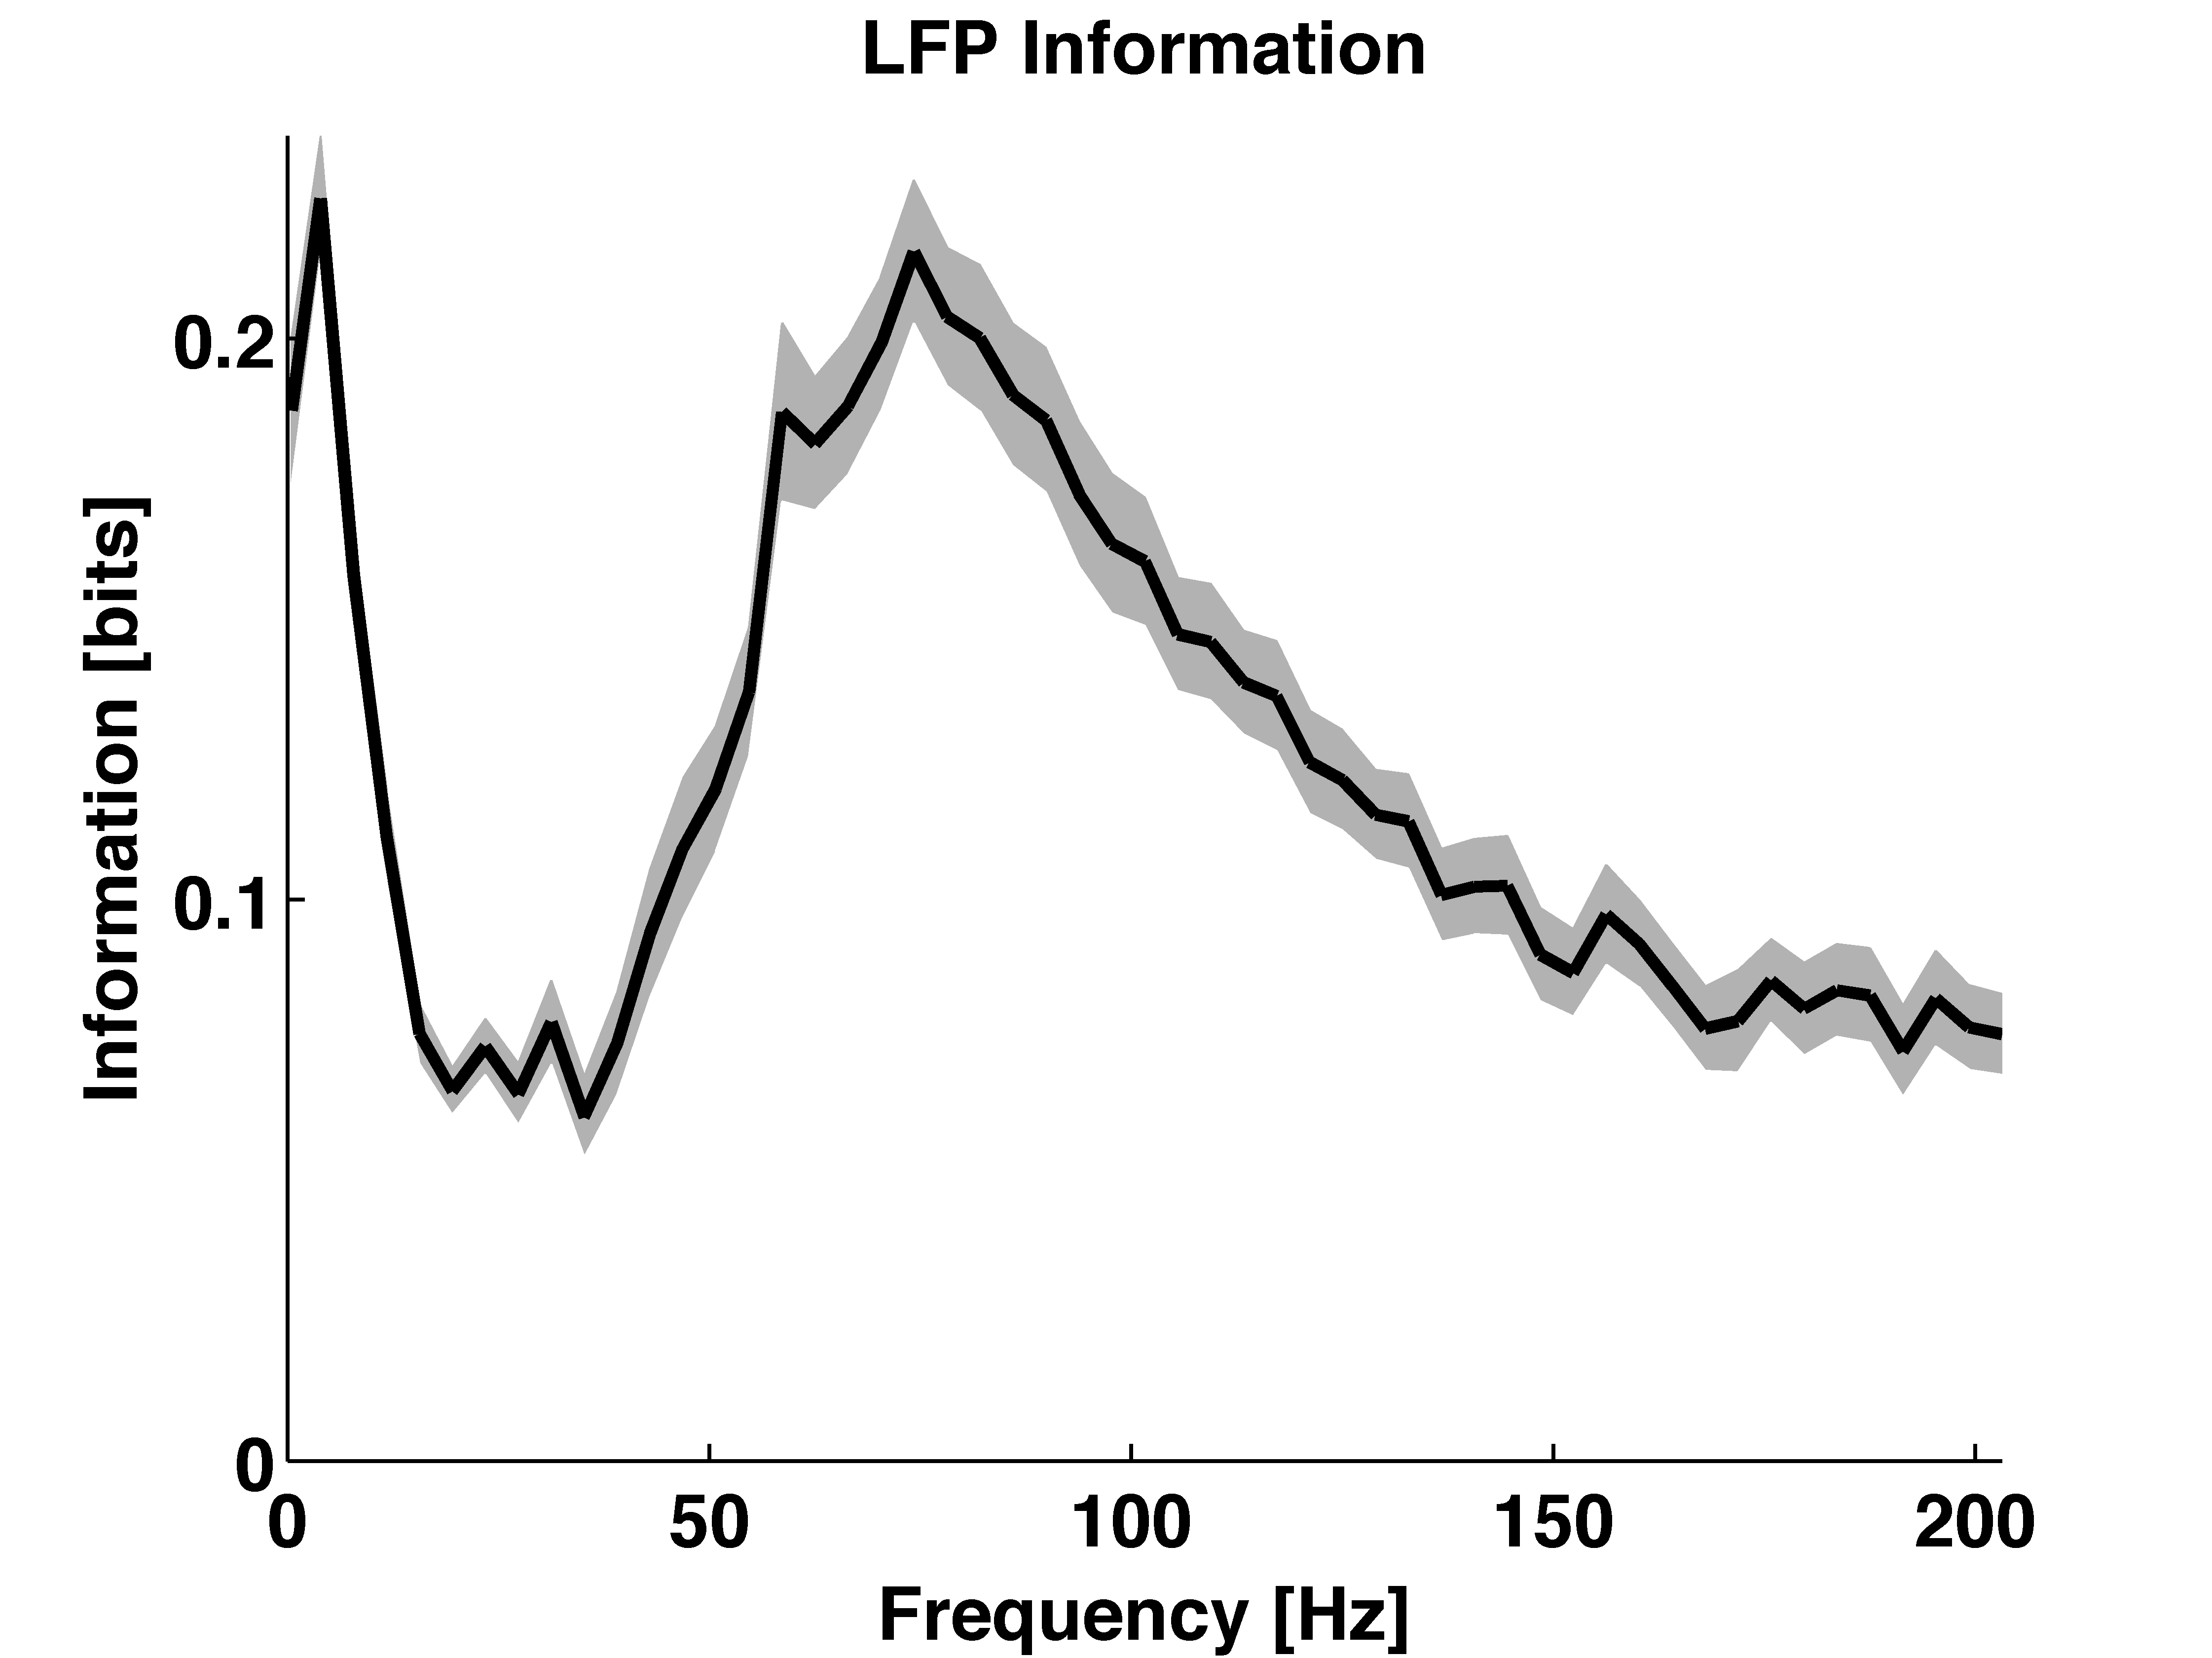 LFP Information
Information [bits]
0.2
0.1
0
0 50 100 150 200
Frequency [Hz]